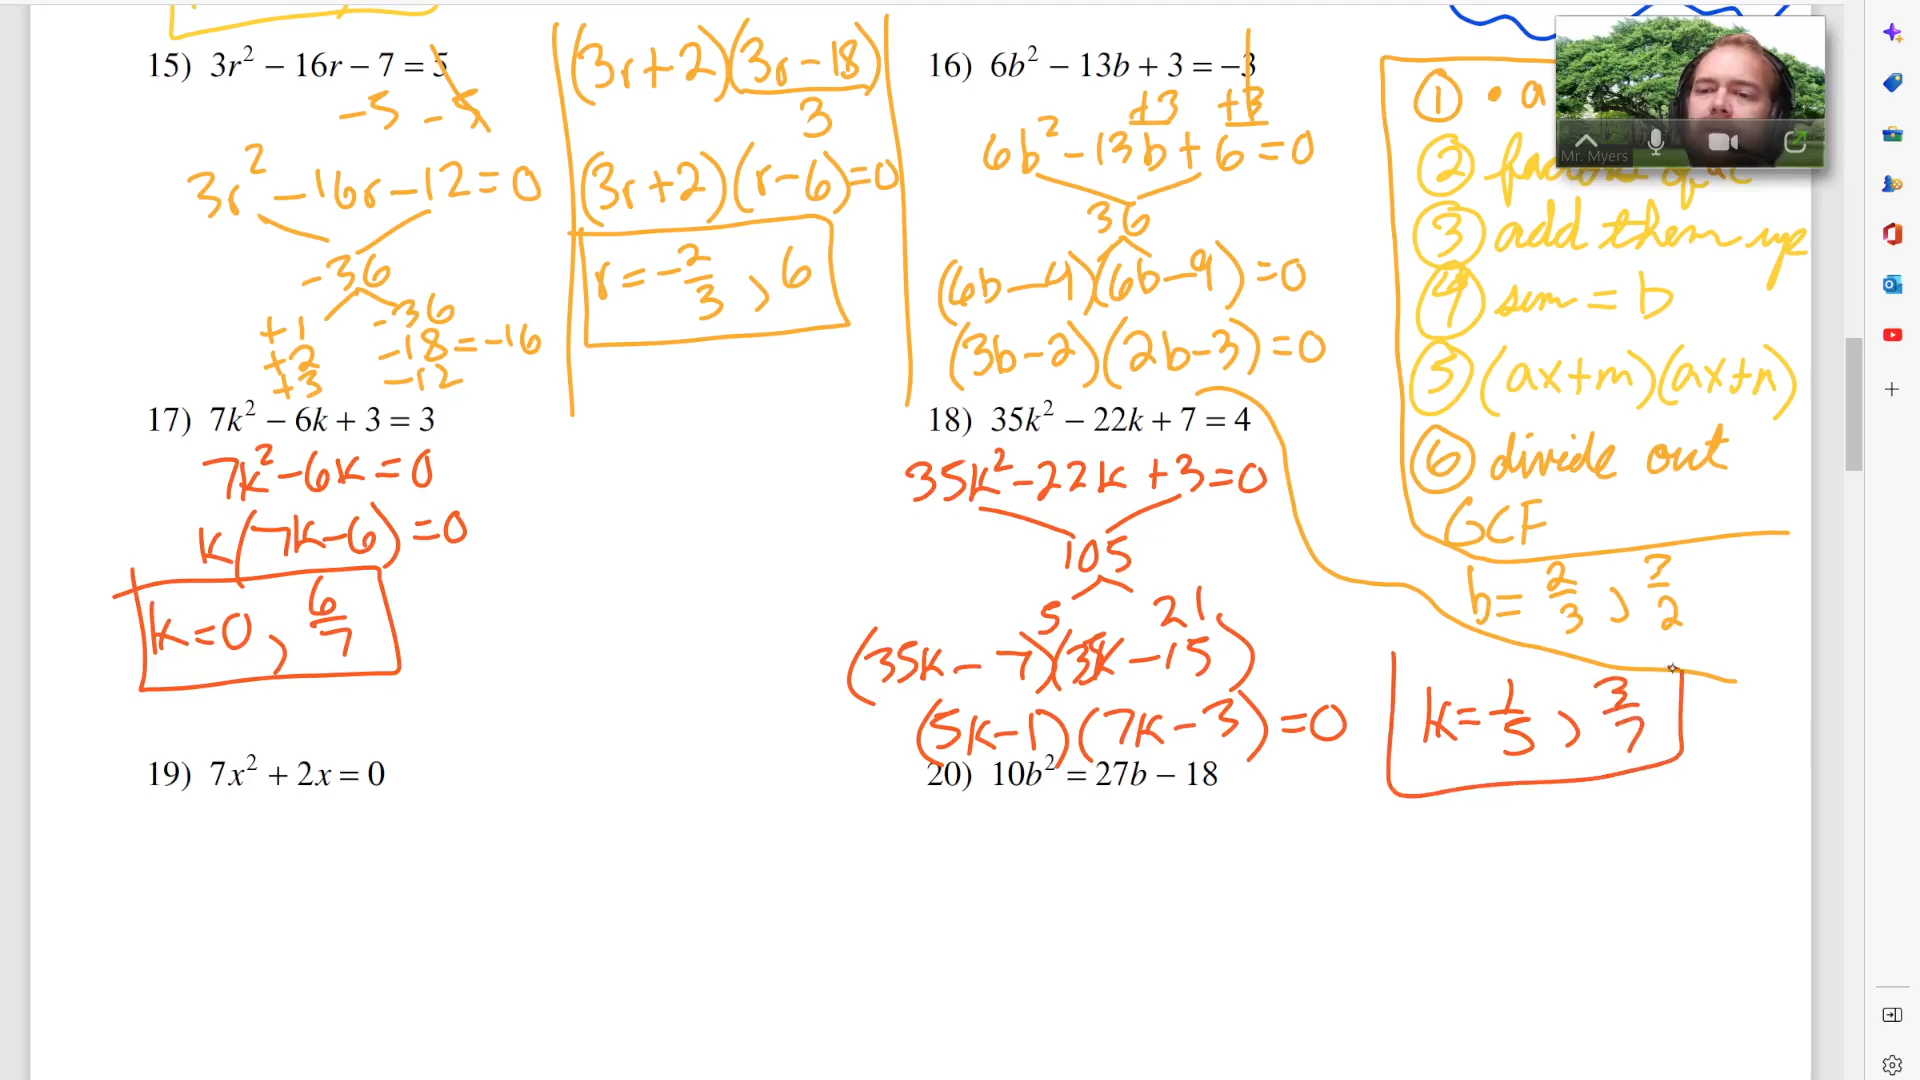 15) 3r² − 16r − 7 = 5
−5 −5
3r² − 16r − 12 = 0
−36
+1 −36
+2 −18 = −16
+3 −12
(3r+2)(3r−18)
3
(3r+2)(r−6)=0
r = −2/3, 6
16) 6b² − 13b + 3 = −3
+3 +3
6b² − 13b + 6 = 0
36
(6b−4)(6b−9)=0
(3b−2)(2b−3)=0
b = 2/3, 3/2
① • a
Mr. Myers
② factors of ac
③ add them up
④ sum = b
⑤ (ax+m)(ax+n)
⑥ divide out
GCF
17) 7k² − 6k + 3 = 3
7k² − 6k = 0
k(7k−6)=0
k=0, 6/7
18) 35k² − 22k + 7 = 4
35k² − 22k + 3 = 0
105
5 21
(35k − 7)(35k − 15)
(5k−1)(7k−3)=0
k = 1/5, 3/7
19) 7x² + 2x = 0
20) 10b² = 27b − 18